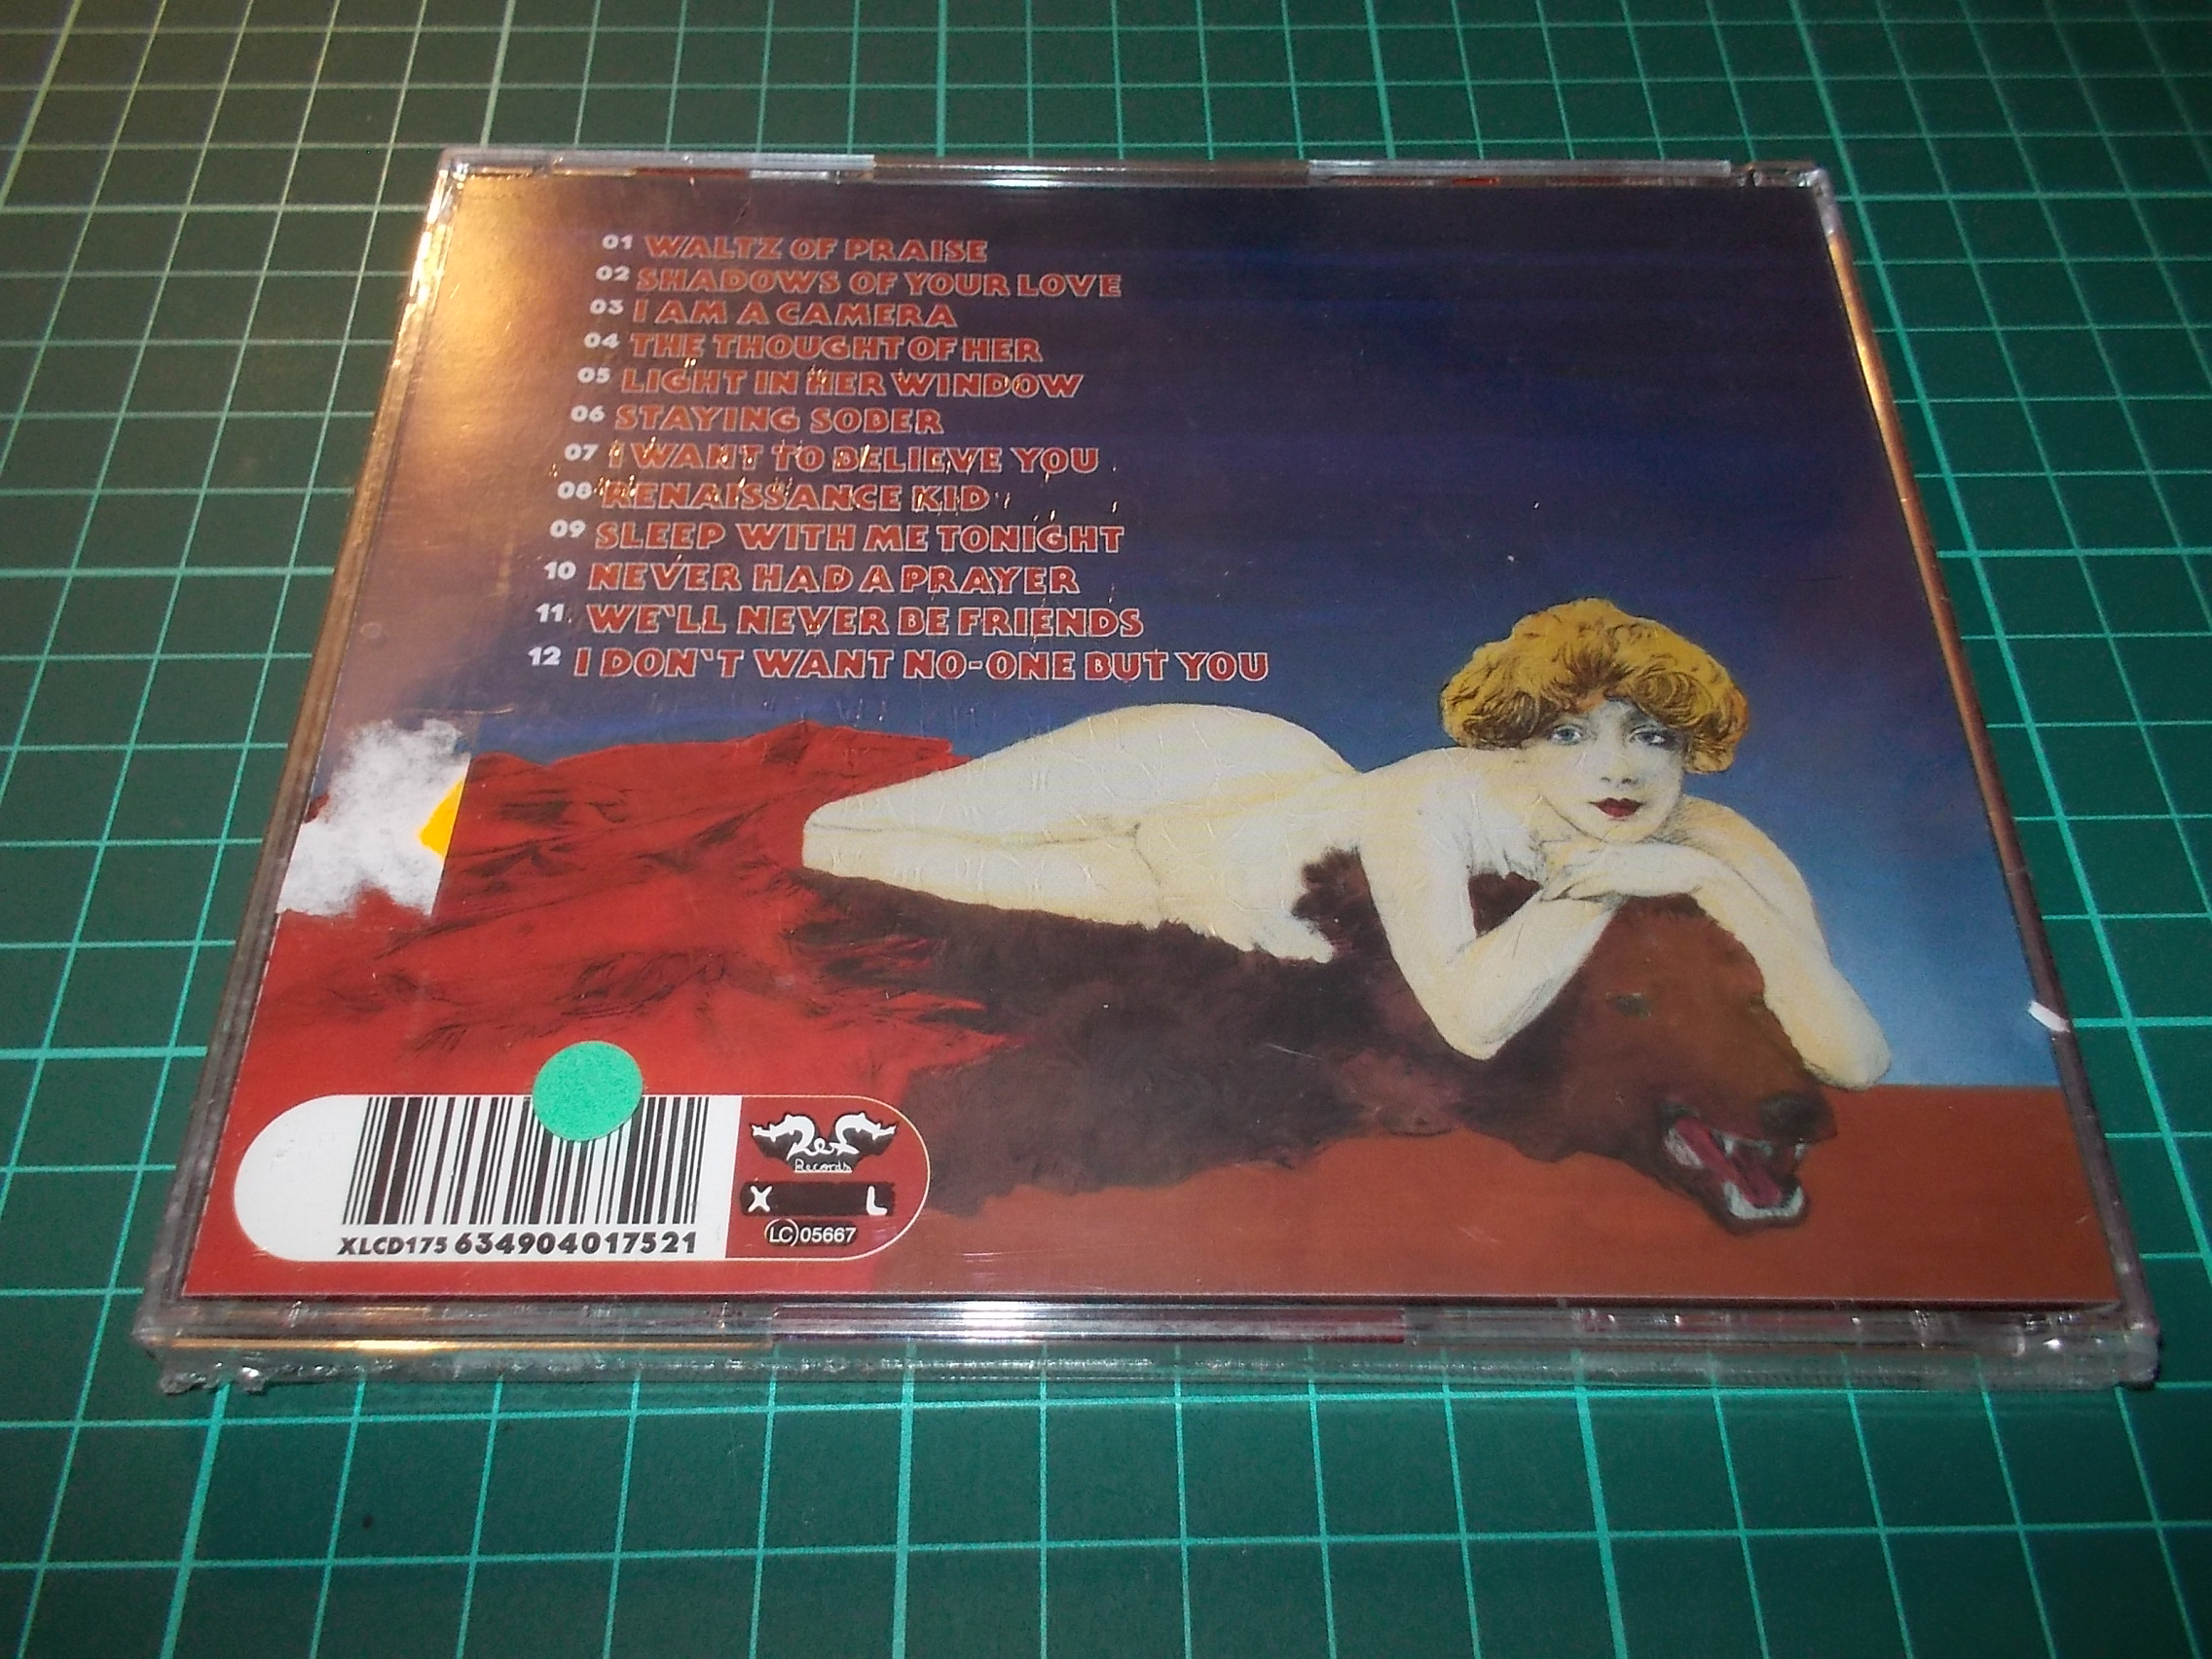 01 WALTZ OF PRAISE
02 SHADOWS OF YOUR LOVE
03 I AM A CAMERA
04 THE THOUGHT OF HER
05 LIGHT IN HER WINDOW
06 STAYING SOBER
07 I WANT TO BELIEVE YOU
08 RENAISSANCE KID
09 SLEEP WITH ME TONIGHT
10 NEVER HAD A PRAYER
11 WE'LL NEVER BE FRIENDS
12 I DON'T WANT NO-ONE BUT YOU
Records
X L
LC 05667
XLCD175 634904017521